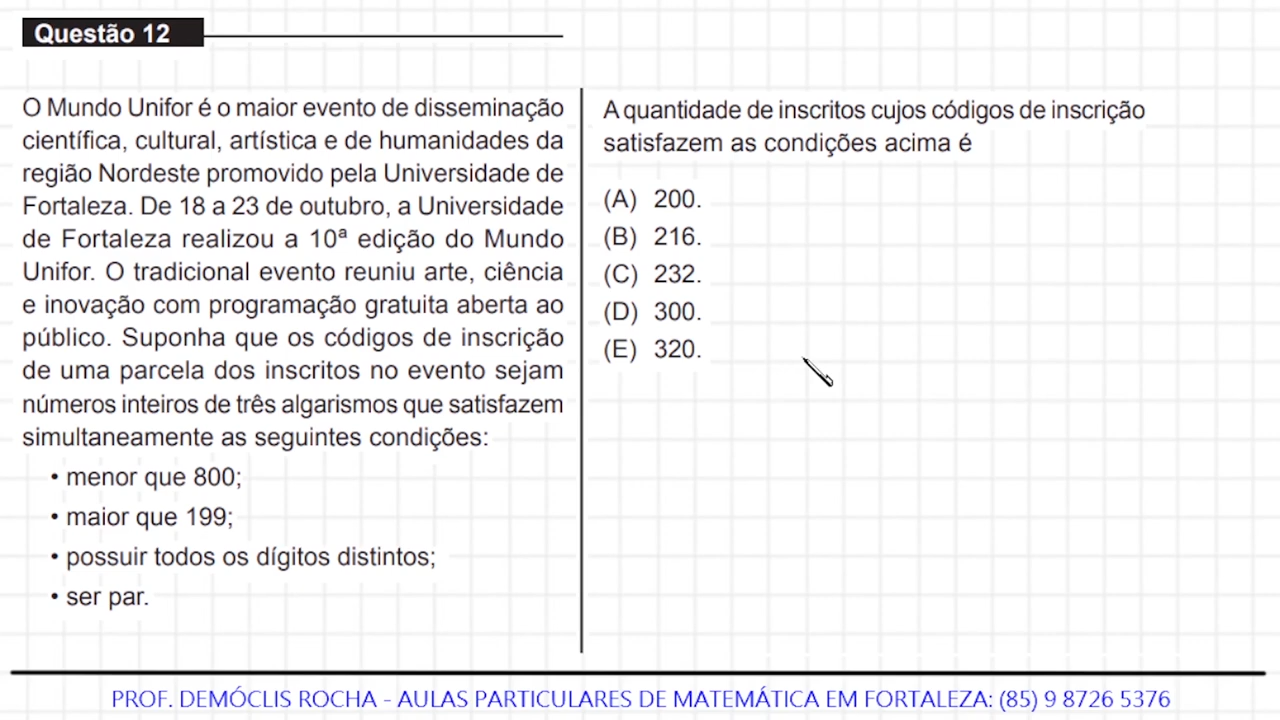 Questão 12
O Mundo Unifor é o maior evento de disseminação
científica, cultural, artística e de humanidades da
região Nordeste promovido pela Universidade de
Fortaleza. De 18 a 23 de outubro, a Universidade
de Fortaleza realizou a 10ª edição do Mundo
Unifor. O tradicional evento reuniu arte, ciência
e inovação com programação gratuita aberta ao
público. Suponha que os códigos de inscrição
de uma parcela dos inscritos no evento sejam
números inteiros de três algarismos que satisfazem
simultaneamente as seguintes condições:
• menor que 800;
• maior que 199;
• possuir todos os dígitos distintos;
• ser par.
A quantidade de inscritos cujos códigos de inscrição
satisfazem as condições acima é
(A) 200.
(B) 216.
(C) 232.
(D) 300.
(E) 320.
PROF. DEMÓCLIS ROCHA - AULAS PARTICULARES DE MATEMÁTICA EM FORTALEZA: (85) 9 8726 5376